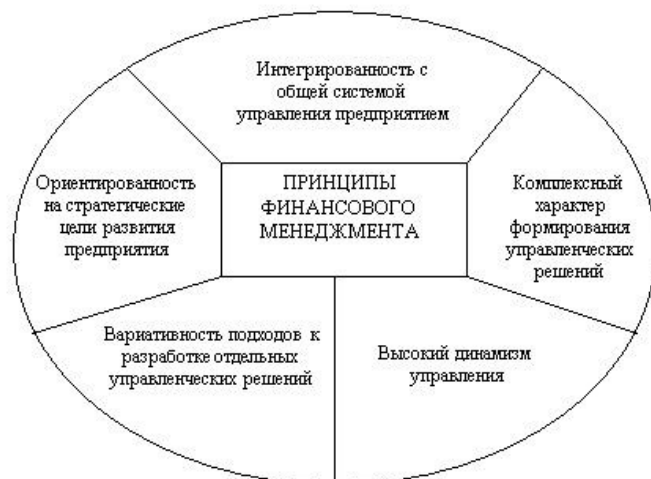 Интегрированность с
общей системой
управления предприятием
Ориентированность
на стратегические
цели развития
предприятия
ПРИНЦИПЫ
ФИНАНСОВОГО
МЕНЕДЖМЕНТА
Комплексный
характер
формирования
управленческих
решений
Вариативность подходов к
разработке отдельных
управленческих решений
Высокий динамизм
управления